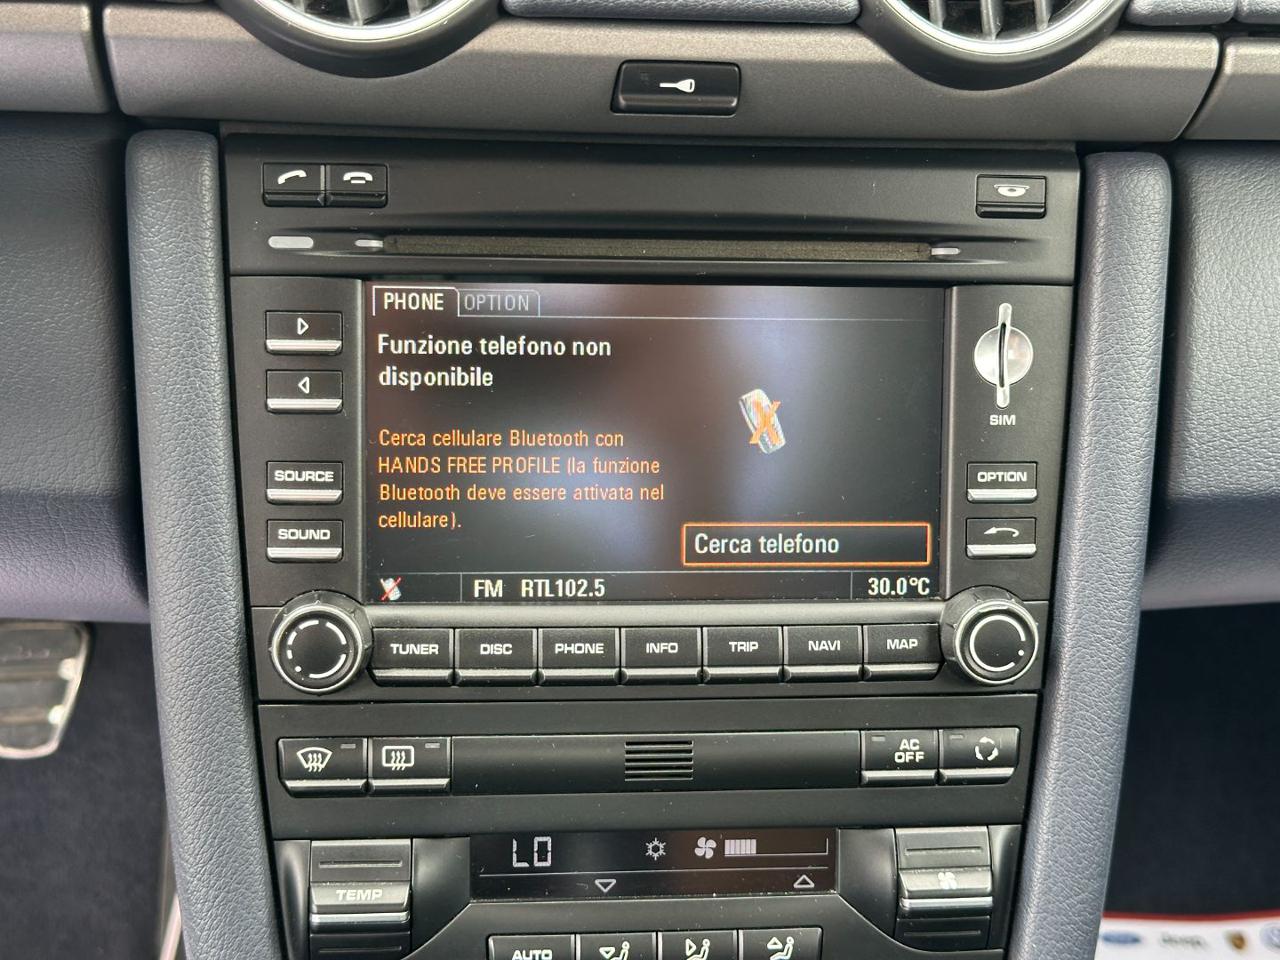 PHONE OPTION
Funzione telefono non
disponibile
Cerca cellulare Bluetooth con
HANDS FREE PROFILE (la funzione
Bluetooth deve essere attivata nel
cellulare).
Cerca telefono
FM RTL102.5 30.0°C
SIM
SOURCE
OPTION
SOUND
TUNER DISC PHONE INFO TRIP NAVI MAP
AC
OFF
LO
TEMP
AUTO